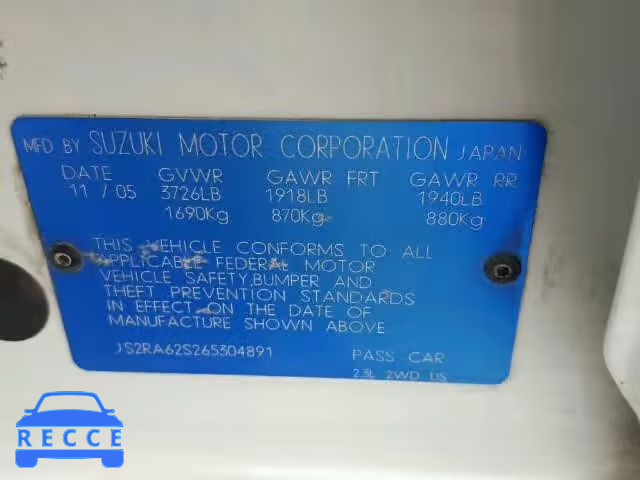 MFD BY SUZUKI MOTOR CORPORATION JAPAN
DATE GVWR GAWR FRT GAWR RR
11 / 05 3726LB 1918LB 1940LB
1690Kg 870Kg 880Kg
THIS VEHICLE CONFORMS TO ALL
APPLICABLE FEDERAL MOTOR
VEHICLE SAFETY,BUMPER AND
THEFT PREVENTION STANDARDS
IN EFFECT ON THE DATE OF
MANUFACTURE SHOWN ABOVE
JS2RA62S265304891 PASS CAR
2.3L 2WD US
RECCE